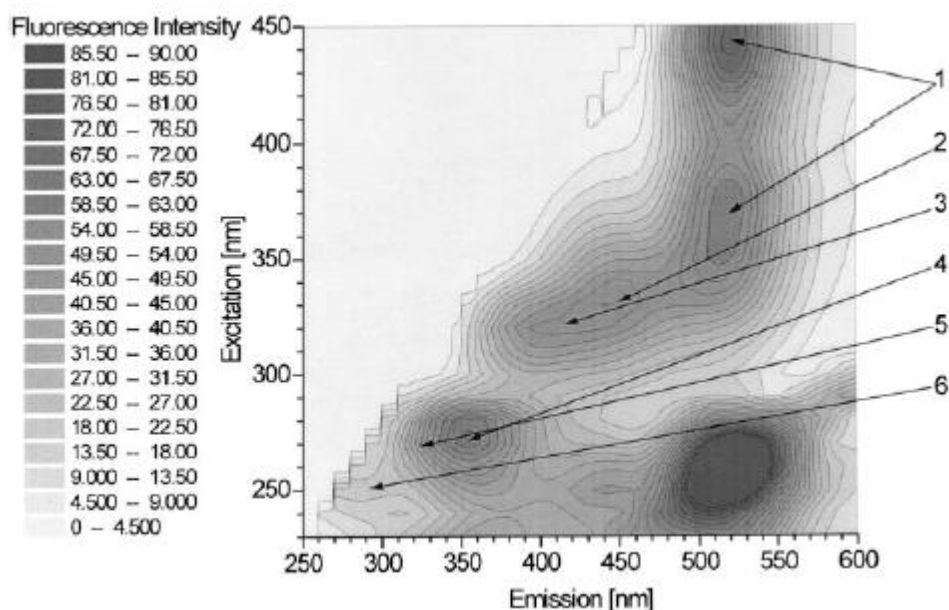 Fluorescence Intensity
85.50 – 90.00
81.00 – 85.50
76.50 – 81.00
72.00 – 76.50
67.50 – 72.00
63.00 – 67.50
58.50 – 63.00
54.00 – 58.50
49.50 – 54.00
45.00 – 49.50
40.50 – 45.00
36.00 – 40.50
31.50 – 36.00
27.00 – 31.50
22.50 – 27.00
18.00 – 22.50
13.50 – 18.00
9.000 – 13.50
4.500 – 9.000
0 – 4.500
Excitation [nm]
450
400
350
300
250
250 300 350 400 450 500 550 600
Emission [nm]
1
2
3
4
5
6